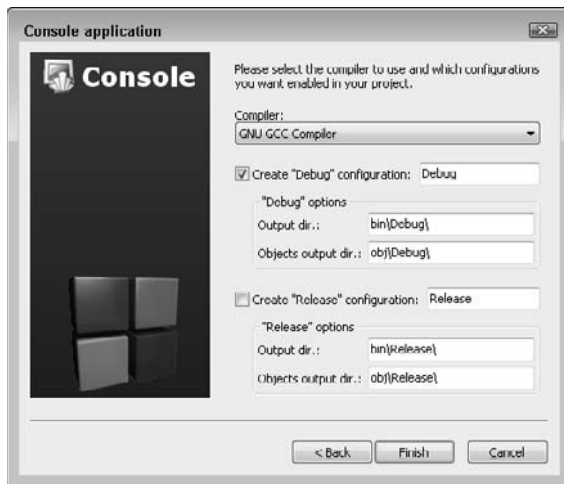 Console application
Console
Please select the compiler to use and which configurations
you want enabled in your project.
Compiler:
GNU GCC Compiler
Create "Debug" configuration: Debug
"Debug" options
Output dir.: bin\Debug\
Objects output dir.: obj\Debug\
Create "Release" configuration: Release
"Release" options
Output dir.: bin\Release\
Objects output dir.: obj\Release\
< Back Finish Cancel